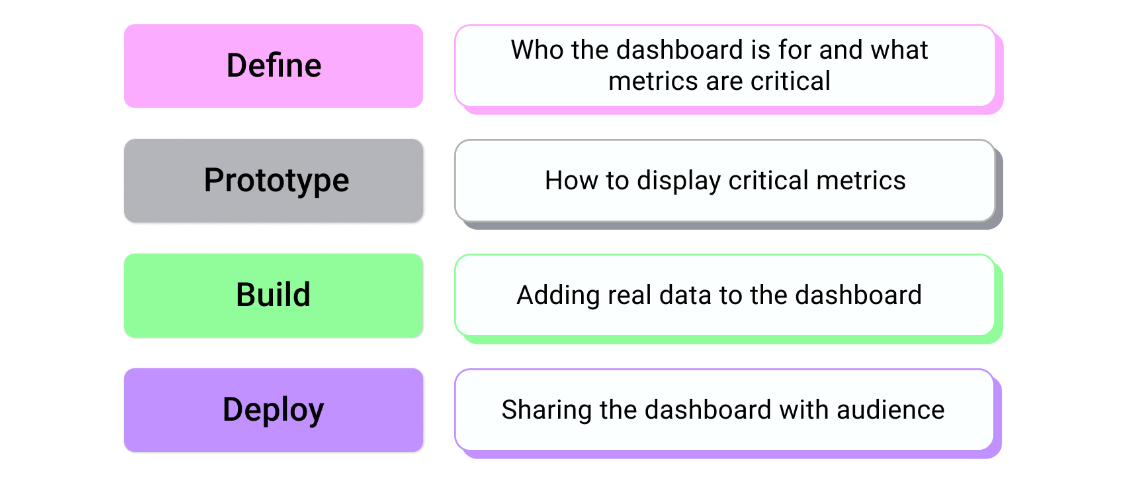 Define
Who the dashboard is for and what
metrics are critical
Prototype
How to display critical metrics
Build
Adding real data to the dashboard
Deploy
Sharing the dashboard with audience